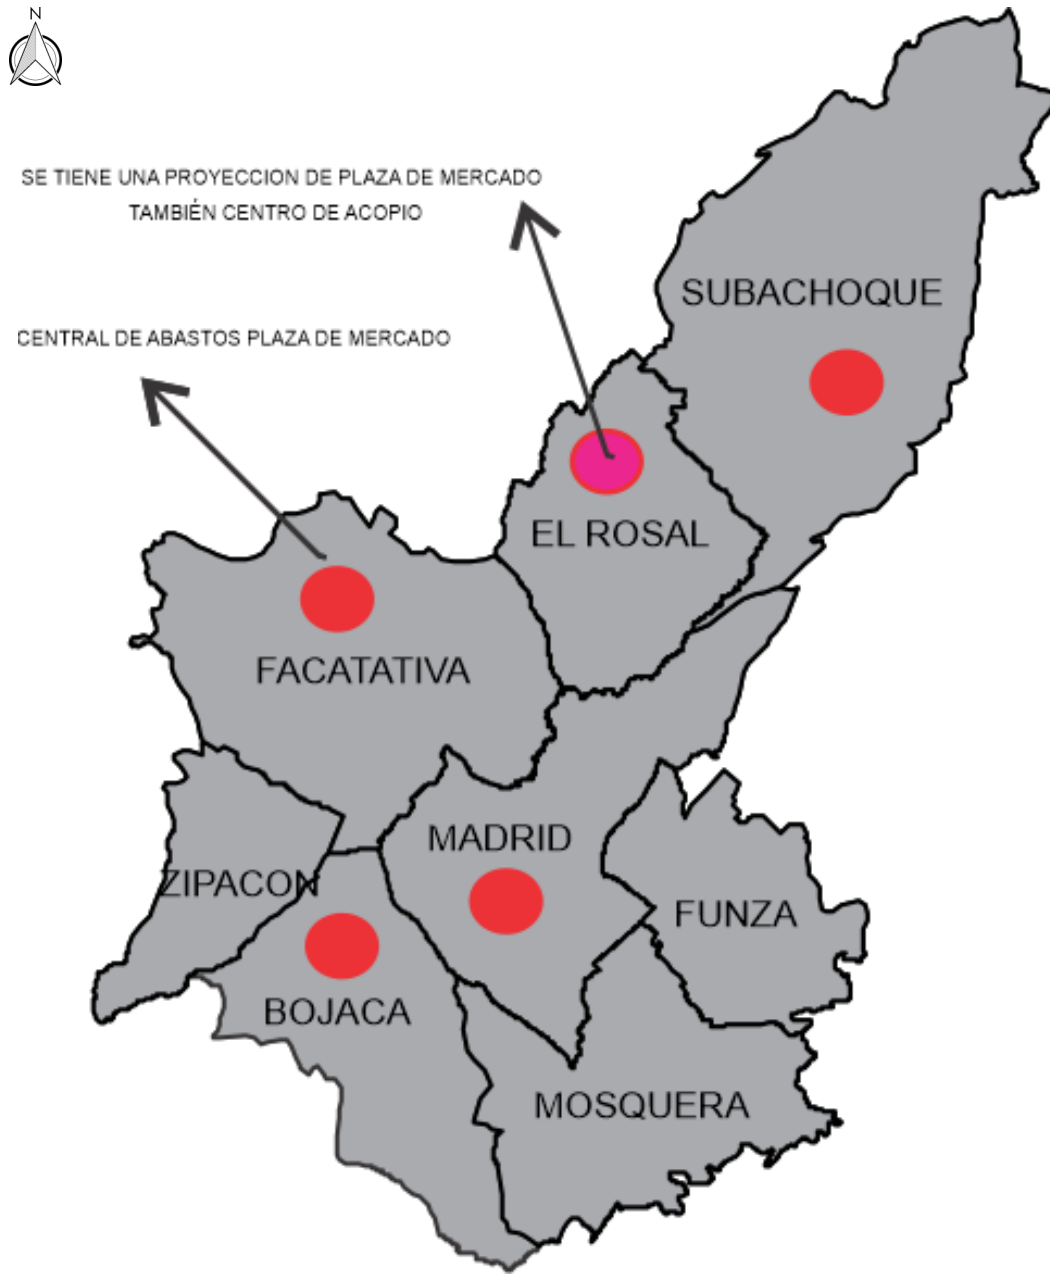 N
SE TIENE UNA PROYECCION DE PLAZA DE MERCADO
TAMBIÉN CENTRO DE ACOPIO
SUBACHOQUE
CENTRAL DE ABASTOS PLAZA DE MERCADO
EL ROSAL
FACATATIVA
MADRID
ZIPACON
FUNZA
BOJACA
MOSQUERA